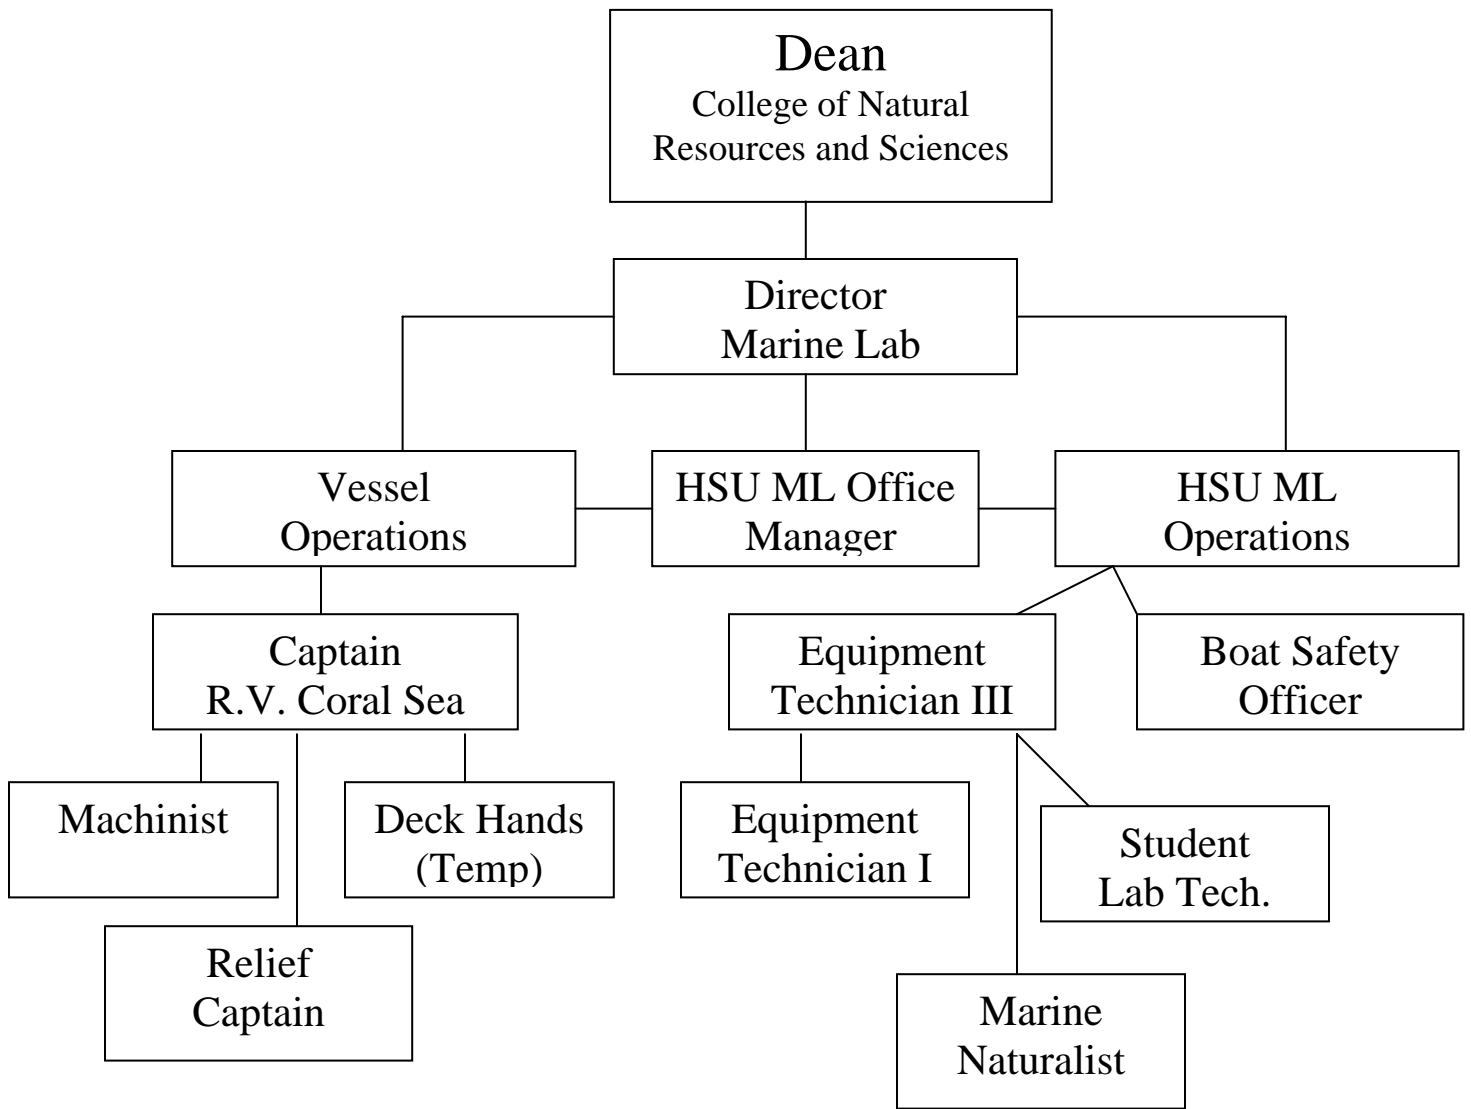 Dean
College of Natural
Resources and Sciences
Director
Marine Lab
Vessel
Operations
HSU ML Office
Manager
HSU ML
Operations
Captain
R.V. Coral Sea
Equipment
Technician III
Boat Safety
Officer
Machinist
Deck Hands
(Temp)
Equipment
Technician I
Student
Lab Tech.
Relief
Captain
Marine
Naturalist